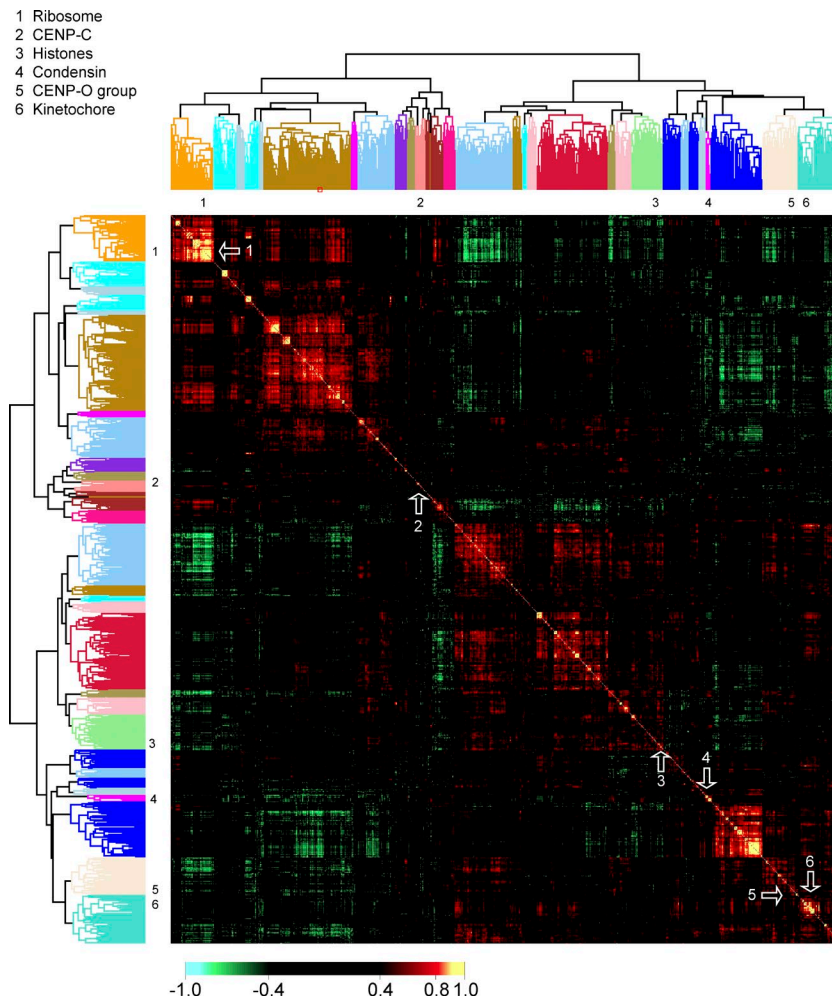 1 Ribosome
2 CENP-C
3 Histones
4 Condensin
5 CENP-O group
6 Kinetochore
1 2 3 4 5 6
1
1
2
2
3
3
4
4
6
5
5
6
-1.0 -0.4 0.4 0.8 1.0